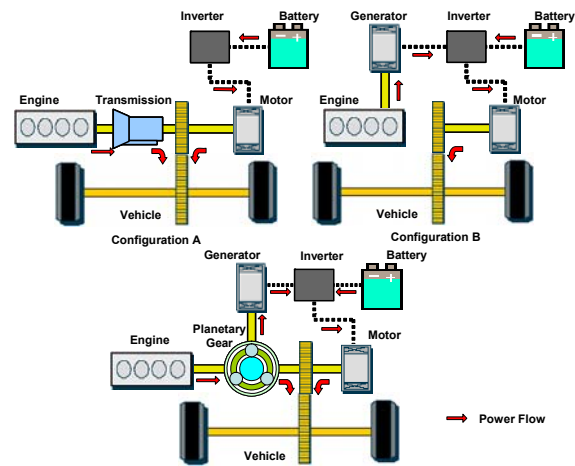 Inverter
Battery
Engine
Transmission
Motor
Vehicle
Configuration A
Generator
Inverter
Battery
Engine
Motor
Vehicle
Configuration B
Generator
Inverter
Battery
Planetary
Gear
Engine
Motor
Vehicle
Power Flow